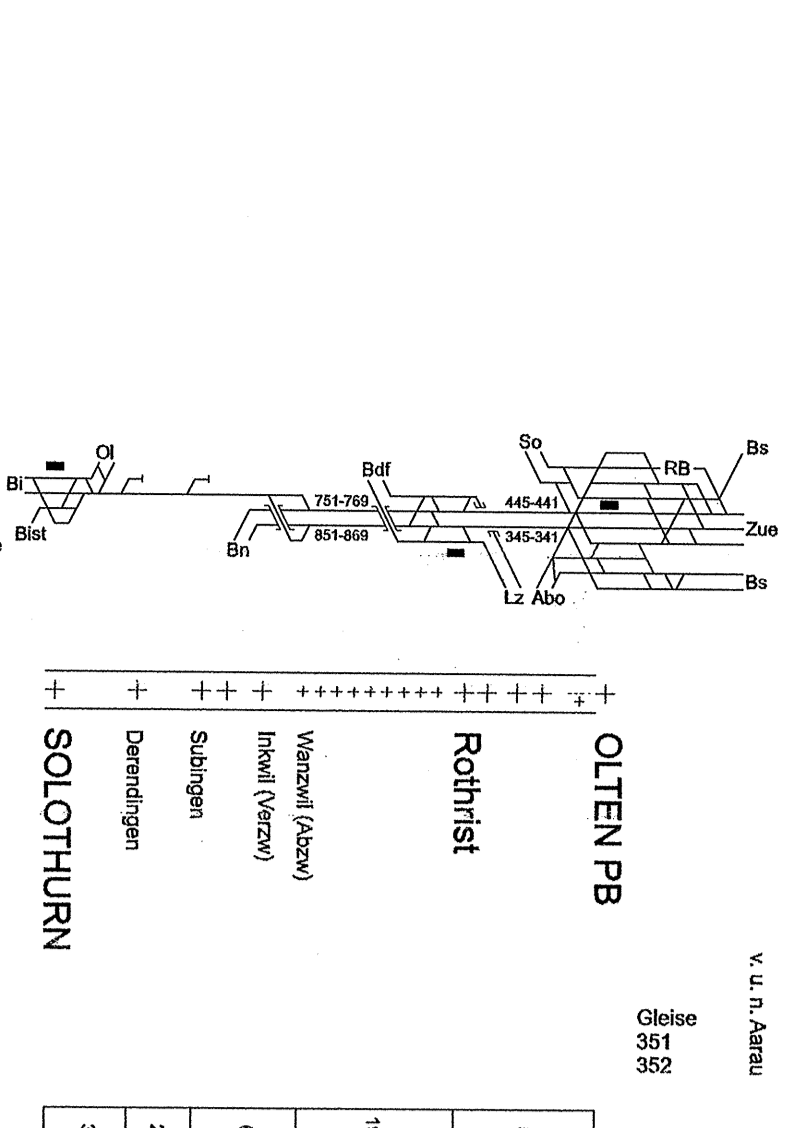 So
Bs
Ol
Bdf
RB
Bi
751-769
445-441
Zue
Bist
Bn
851-869
345-341
Bs
Lz
Abo
SOLOTHURN
Derendingen
Subingen
Inkwil (Verzw)
Wanzwil (Abzw)
Rothrist
OLTEN PB
v. u. n. Aarau
Gleise
351
352